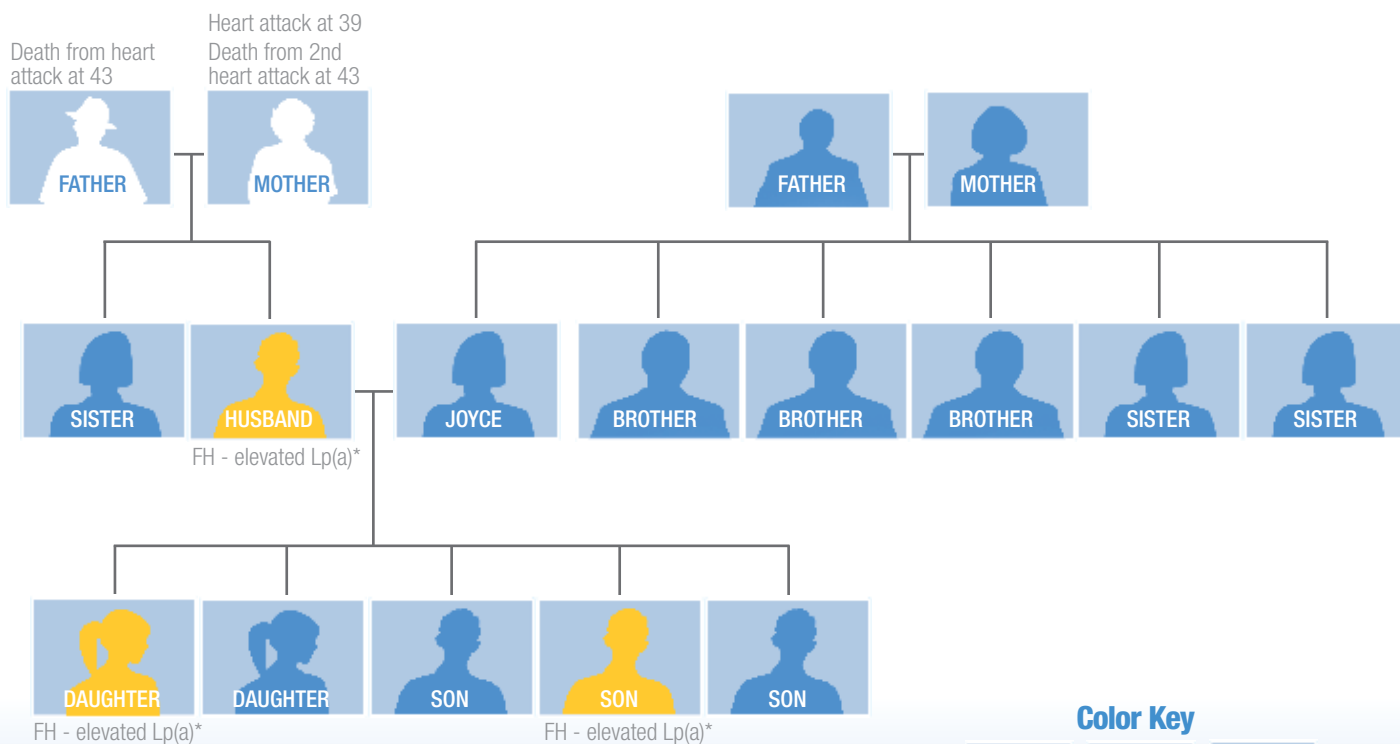 Heart attack at 39
Death from heart
attack at 43
Death from 2nd
heart attack at 43
FATHER
MOTHER
FATHER
MOTHER
SISTER
HUSBAND
JOYCE
BROTHER
BROTHER
BROTHER
SISTER
SISTER
FH - elevated Lp(a)*
DAUGHTER
DAUGHTER
SON
SON
SON
FH - elevated Lp(a)*
FH - elevated Lp(a)*
Color Key